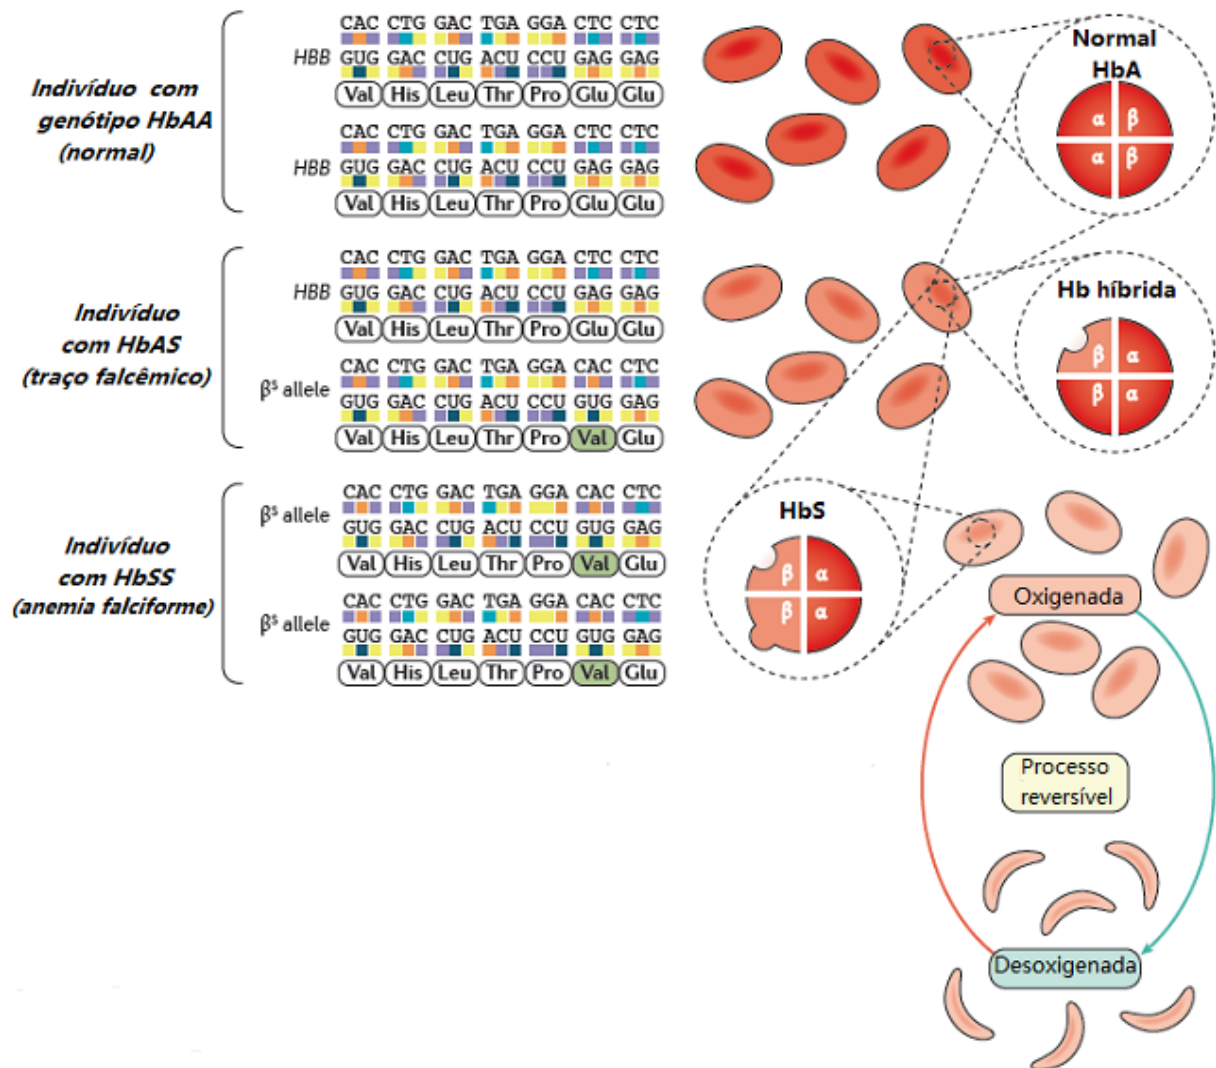 Indivíduo com
genótipo HbAA
(normal)
HBB
CAC CTG GAC TGA GGA CTC CTC
GUG GAC CUG ACU CCU GAG GAG
Val His Leu Thr Pro Glu Glu
HBB
CAC CTG GAC TGA GGA CTC CTC
GUG GAC CUG ACU CCU GAG GAG
Val His Leu Thr Pro Glu Glu
Normal
HbA
α β
α β
Indivíduo
com HbAS
(traço falcêmico)
HBB
CAC CTG GAC TGA GGA CTC CTC
GUG GAC CUG ACU CCU GAG GAG
Val His Leu Thr Pro Glu Glu
βˢ allele
CAC CTG GAC TGA GGA CAC CTC
GUG GAC CUG ACU CCU GUG GAG
Val His Leu Thr Pro Val Glu
Hb híbrida
β α
β α
Indivíduo
com HbSS
(anemia falciforme)
βˢ allele
CAC CTG GAC TGA GGA CAC CTC
GUG GAC CUG ACU CCU GUG GAG
Val His Leu Thr Pro Val Glu
βˢ allele
CAC CTG GAC TGA GGA CAC CTC
GUG GAC CUG ACU CCU GUG GAG
Val His Leu Thr Pro Val Glu
HbS
β α
β α
Oxigenada
Processo
reversível
Desoxigenada